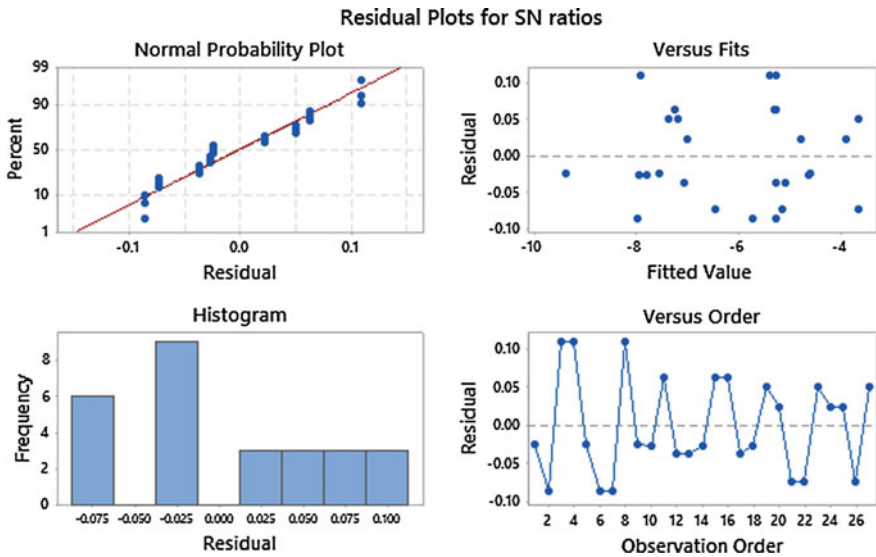 Residual Plots for SN ratios
Normal Probability Plot
99
90
50
10
1
Percent
-0.1 0.0 0.1
Residual
Versus Fits
0.10
0.05
0.00
-0.05
-0.10
Residual
-10 -8 -6 -4
Fitted Value
Histogram
8
6
4
2
0
Frequency
-0.075 -0.050 -0.025 0.000 0.025 0.050 0.075 0.100
Residual
Versus Order
0.10
0.05
0.00
-0.05
-0.10
Residual
2 4 6 8 10 12 14 16 18 20 22 24 26
Observation Order